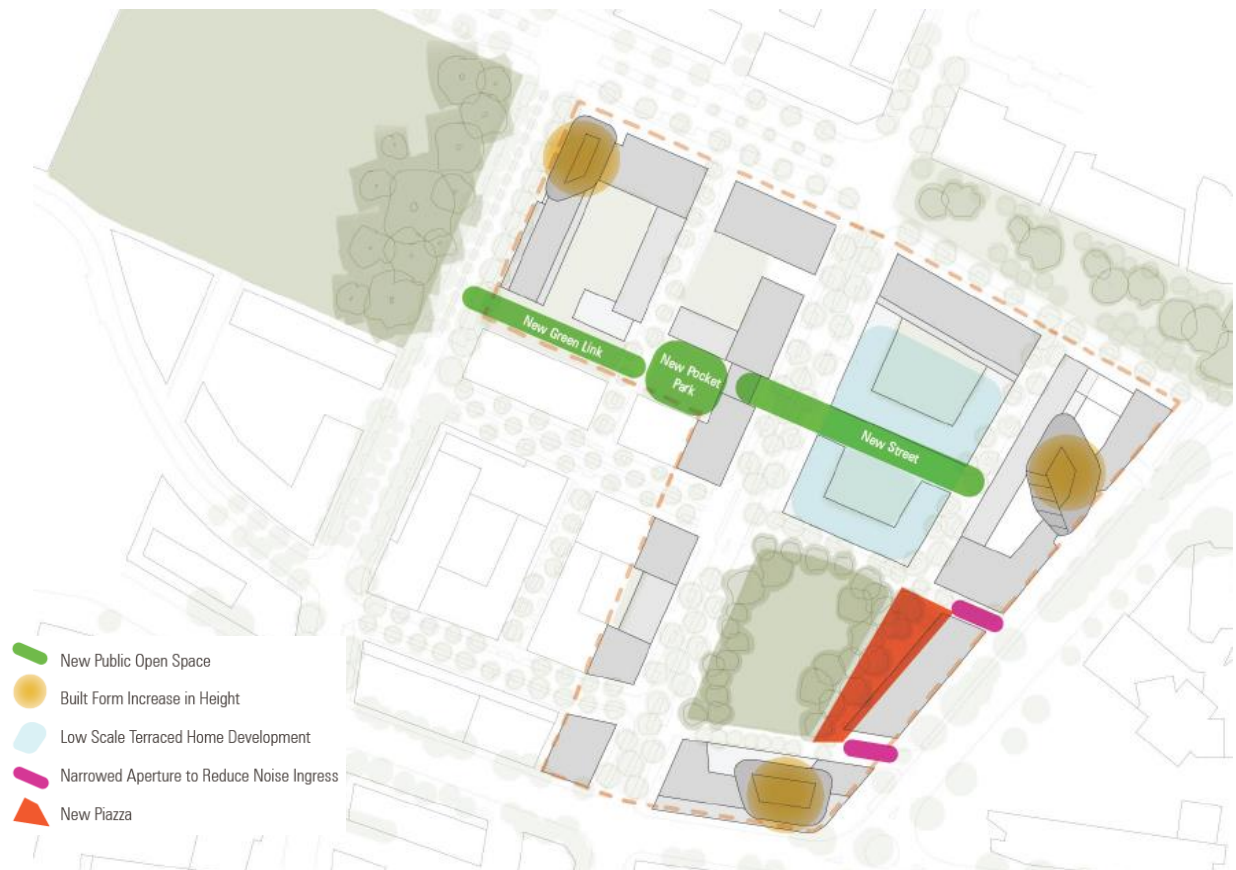 New Green Link
New Pocket
Park
New Street
New Public Open Space
Built Form Increase in Height
Low Scale Terraced Home Development
Narrowed Aperture to Reduce Noise Ingress
New Piazza